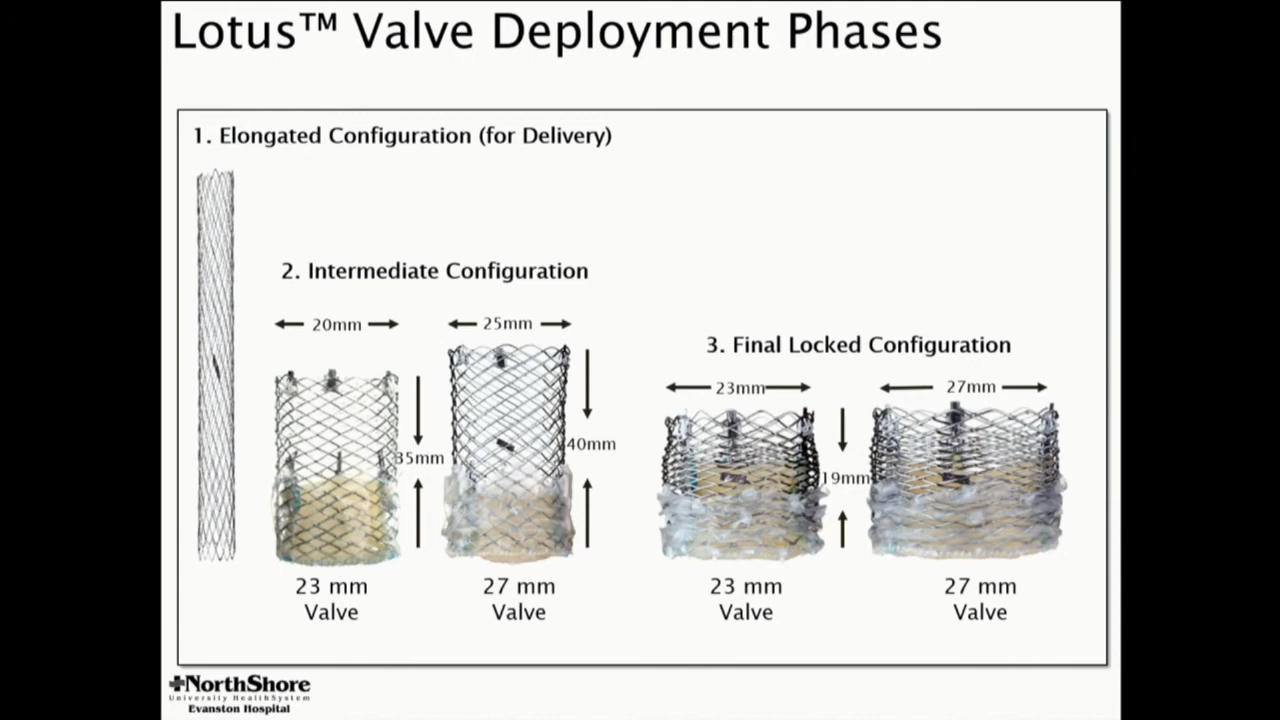 Lotus™ Valve Deployment Phases
1. Elongated Configuration (for Delivery)
2. Intermediate Configuration
20mm
25mm
3. Final Locked Configuration
23mm
27mm
35mm
40mm
19mm
23 mm
Valve
27 mm
Valve
23 mm
Valve
27 mm
Valve
NorthShore
University HealthSystem
Evanston Hospital